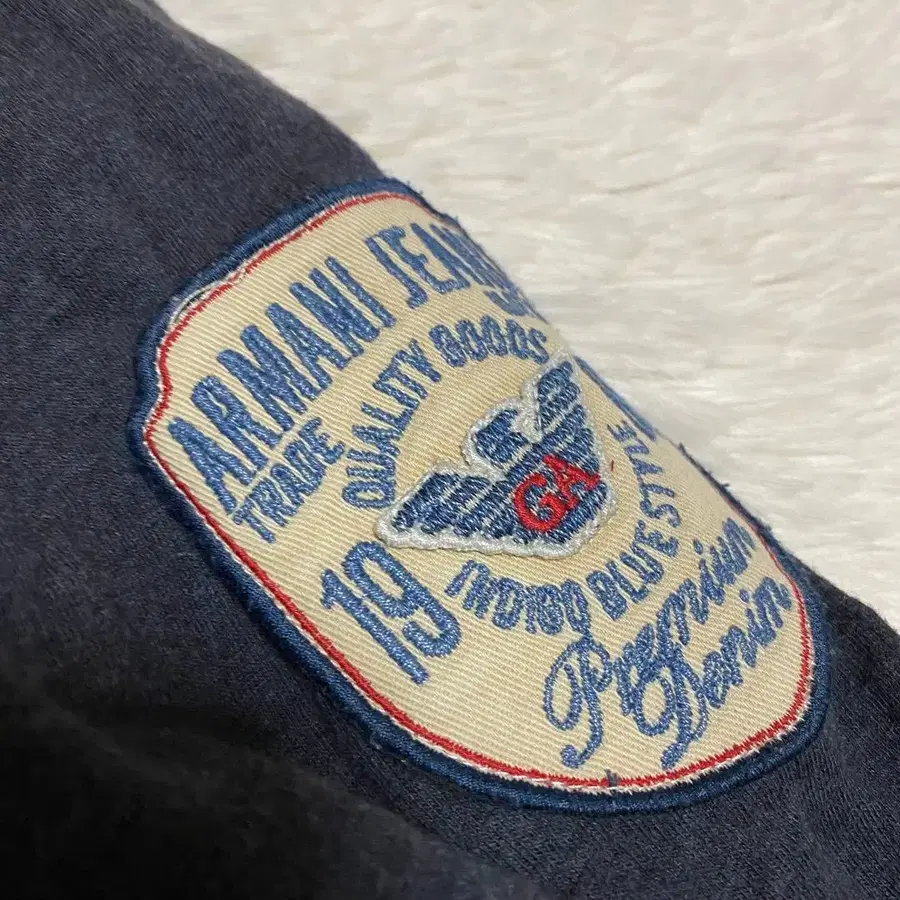 ARMANI JEANS
TRADE
QUALITY GOODS
GA
19
INDIGO BLUE STYLE
Premium
Denim